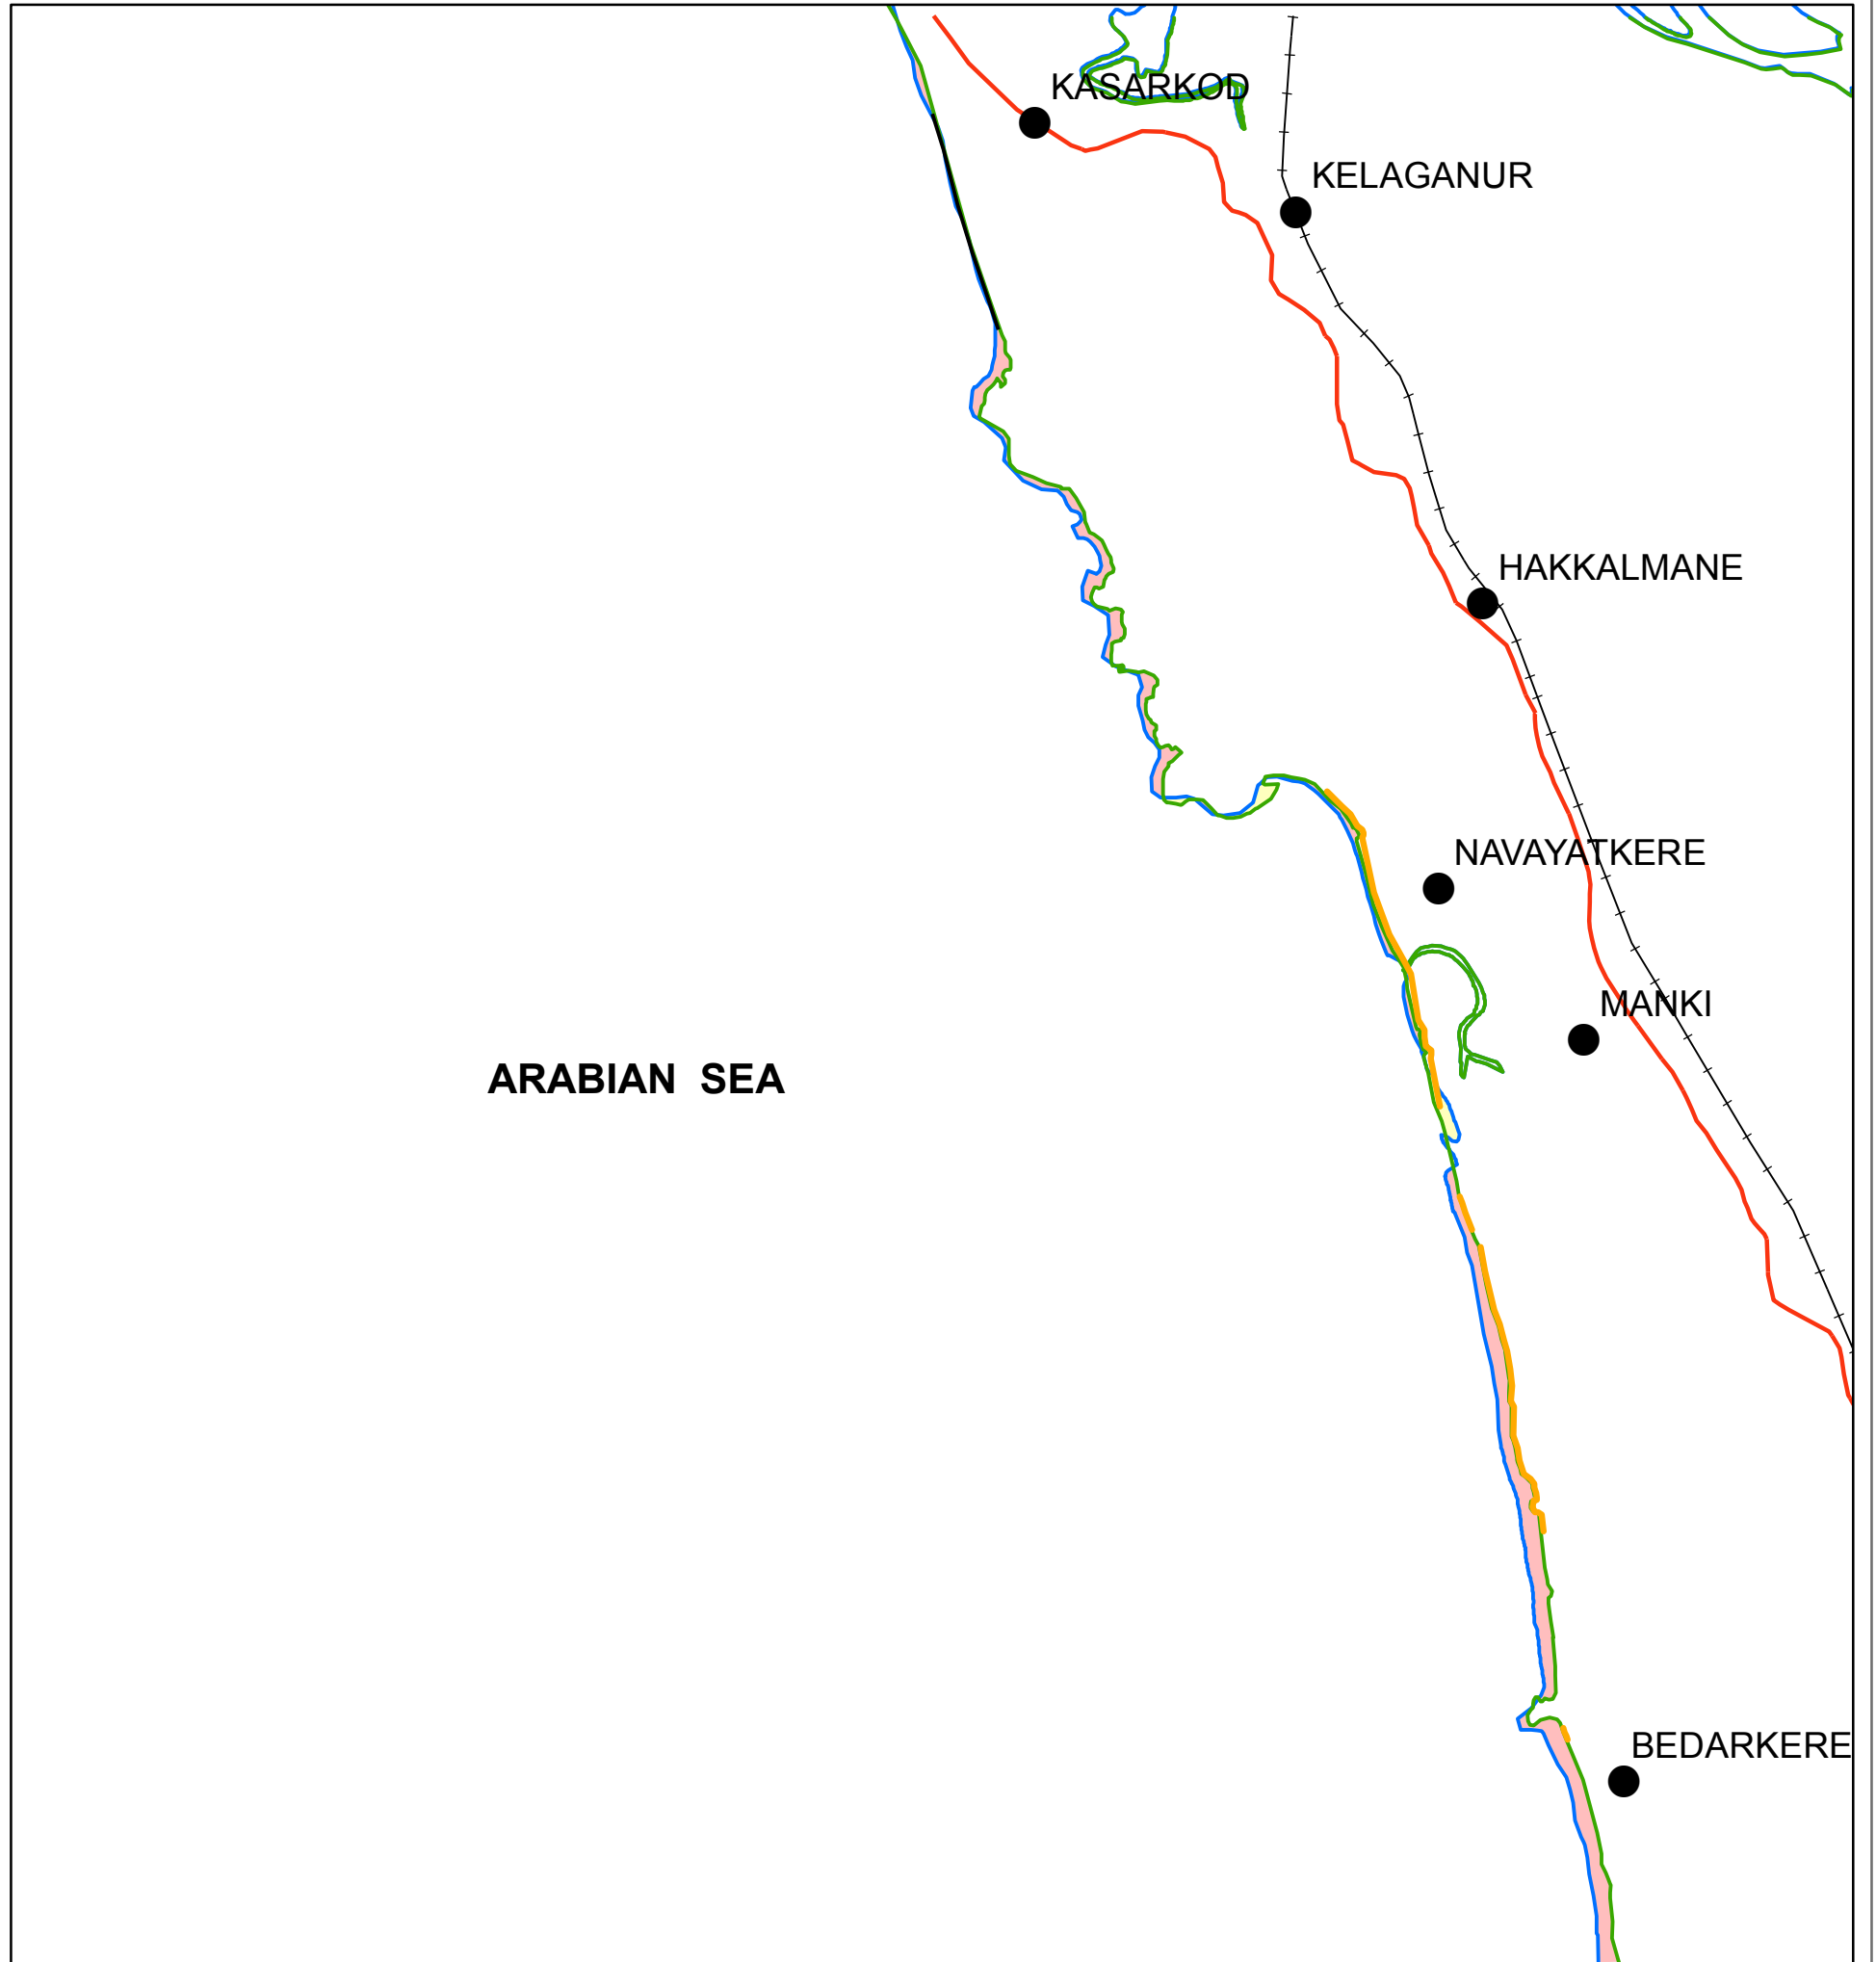 KASARKOD
KELAGANUR
HAKKALMANE
NAVAYATKERE
MANKI
ARABIAN SEA
BEDARKERE